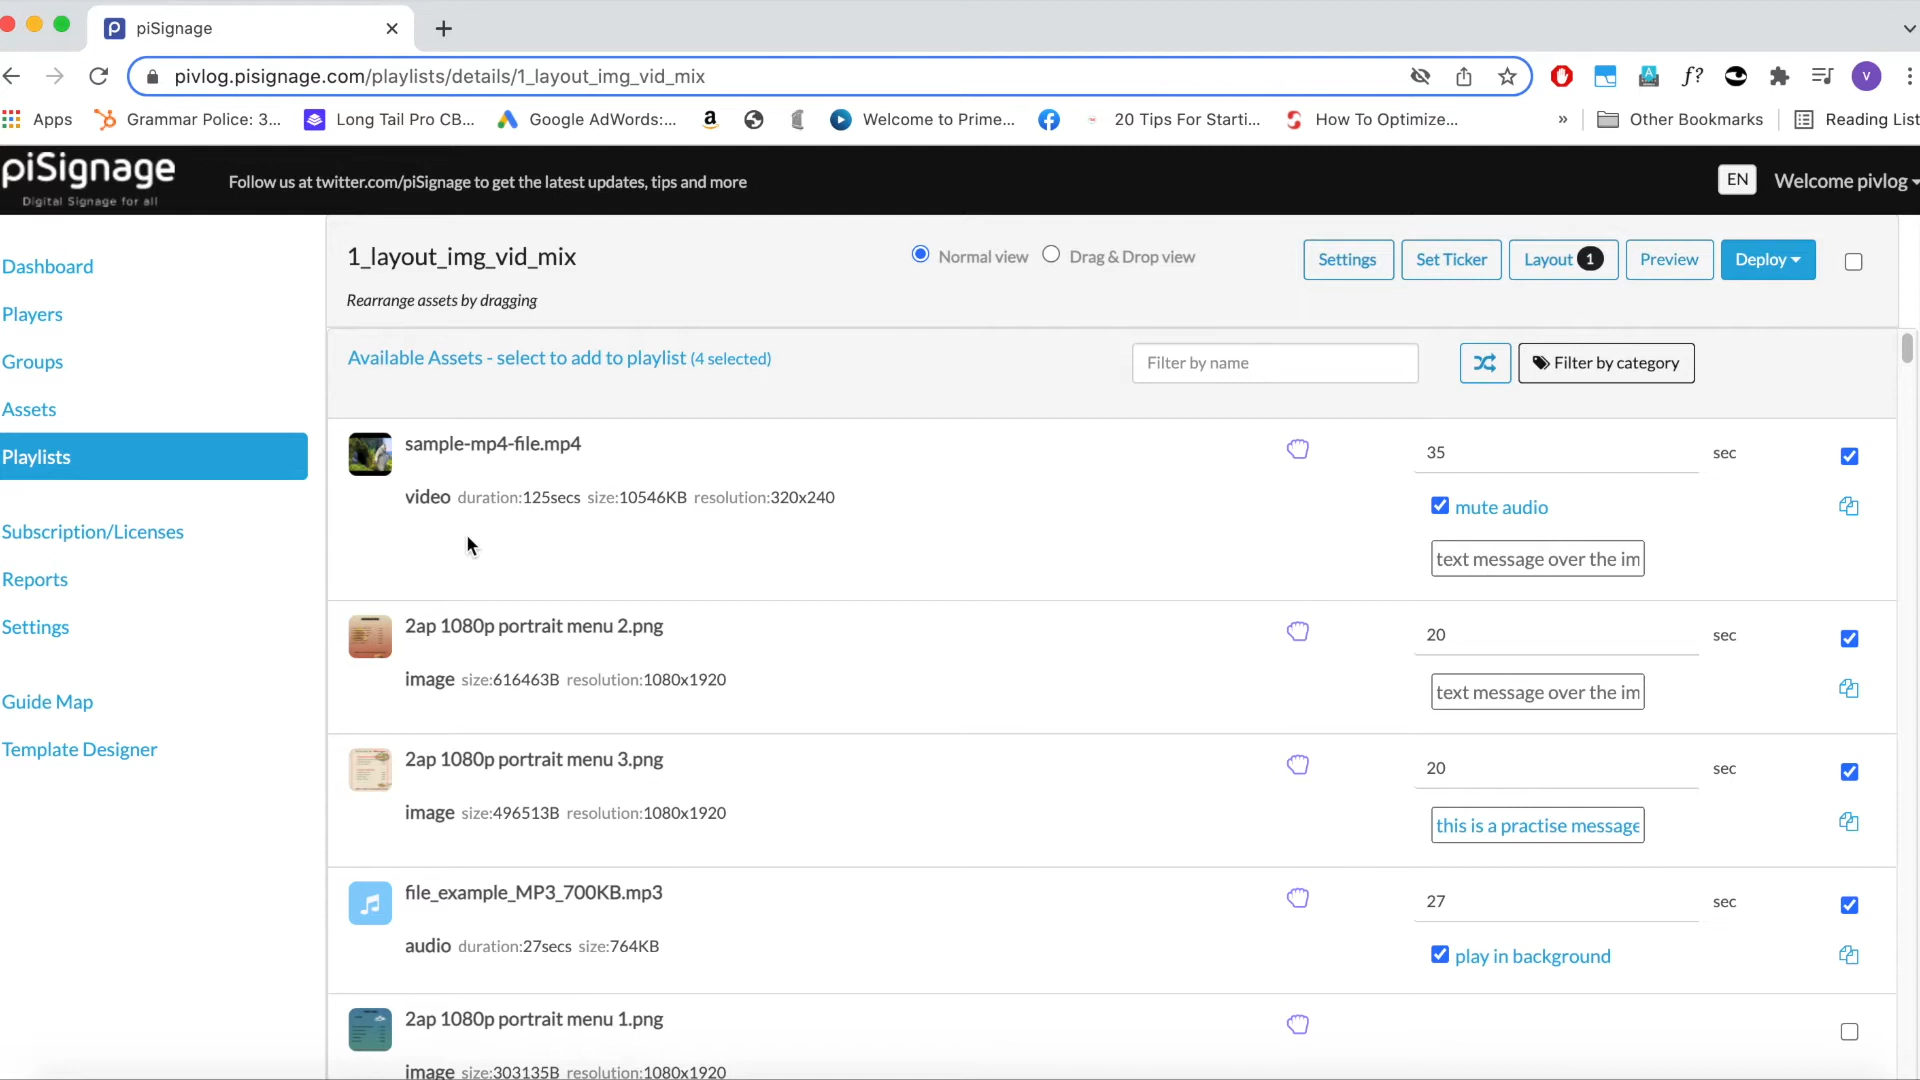 piSignage
pivlog.pisignage.com/playlists/details/1_layout_img_vid_mix
f?
V
Apps
Grammar Police: 3...
Long Tail Pro CB...
Google AdWords:...
Welcome to Prime...
20 Tips For Starti...
How To Optimize...
»
Other Bookmarks
Reading List
piSignage
Digital Signage for all
Follow us at twitter.com/piSignage to get the latest updates, tips and more
EN
Welcome pivlog
Dashboard
Players
Groups
Assets
Playlists
Subscription/Licenses
Reports
Settings
Guide Map
Template Designer
1_layout_img_vid_mix
Normal view
Drag & Drop view
Settings
Set Ticker
Layout 1
Preview
Deploy
Rearrange assets by dragging
Available Assets - select to add to playlist (4 selected)
Filter by name
Filter by category
sample-mp4-file.mp4
35 sec
video duration:125secs size:10546KB resolution:320x240
mute audio
text message over the im
2ap 1080p portrait menu 2.png
20 sec
image size:616463B resolution:1080x1920
text message over the im
2ap 1080p portrait menu 3.png
20 sec
image size:496513B resolution:1080x1920
this is a practise message
file_example_MP3_700KB.mp3
27 sec
audio duration:27secs size:764KB
play in background
2ap 1080p portrait menu 1.png
image size:303135B resolution:1080x1920